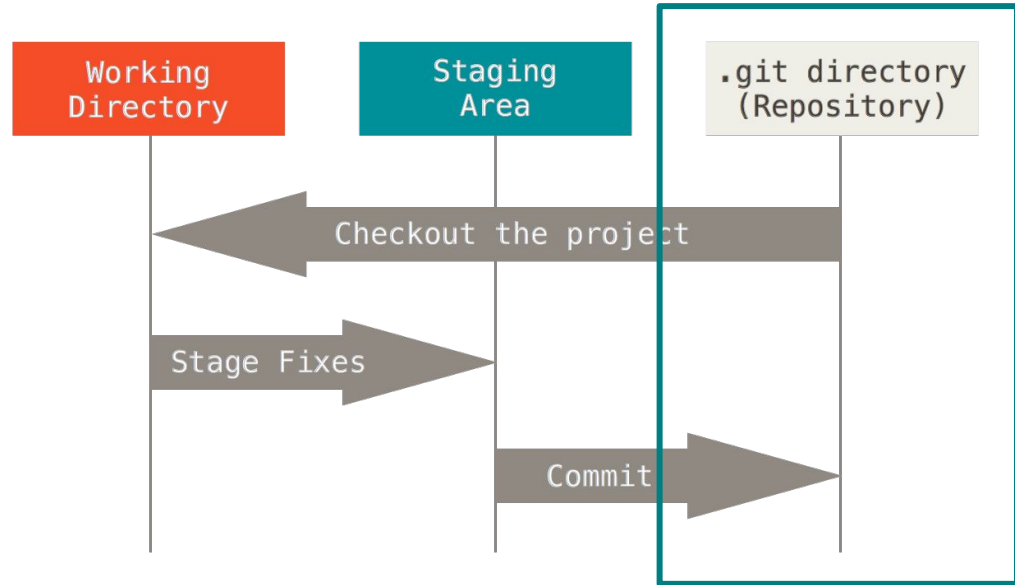 Working
Directory
Staging
Area
.git directory
(Repository)
Checkout the project
Stage Fixes
Commit